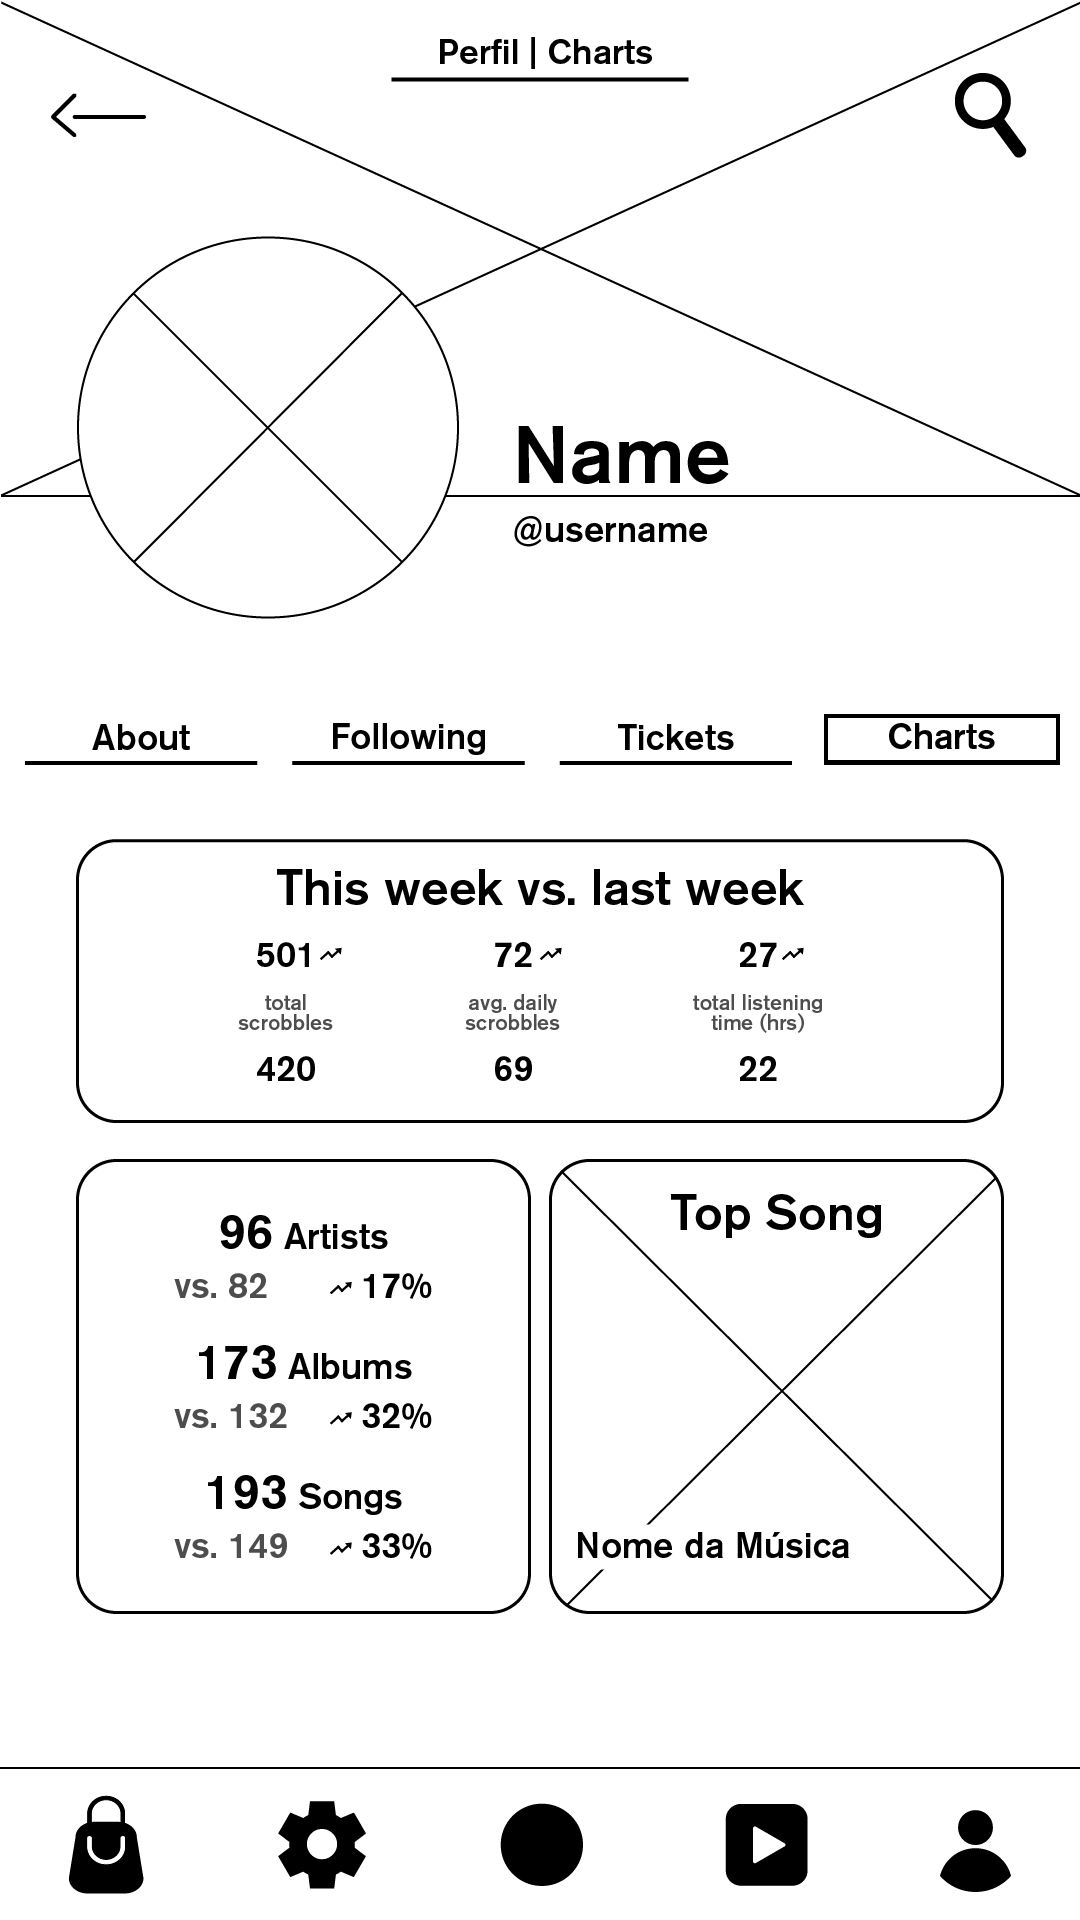 Perfil | Charts
Name
@username
About Following Tickets Charts
This week vs. last week
501 72 27
total avg. daily total listening
scrobbles scrobbles time (hrs)
420 69 22
96 Artists
vs. 82 17%
173 Albums
vs. 132 32%
193 Songs
vs. 149 33%
Top Song
Nome da Música